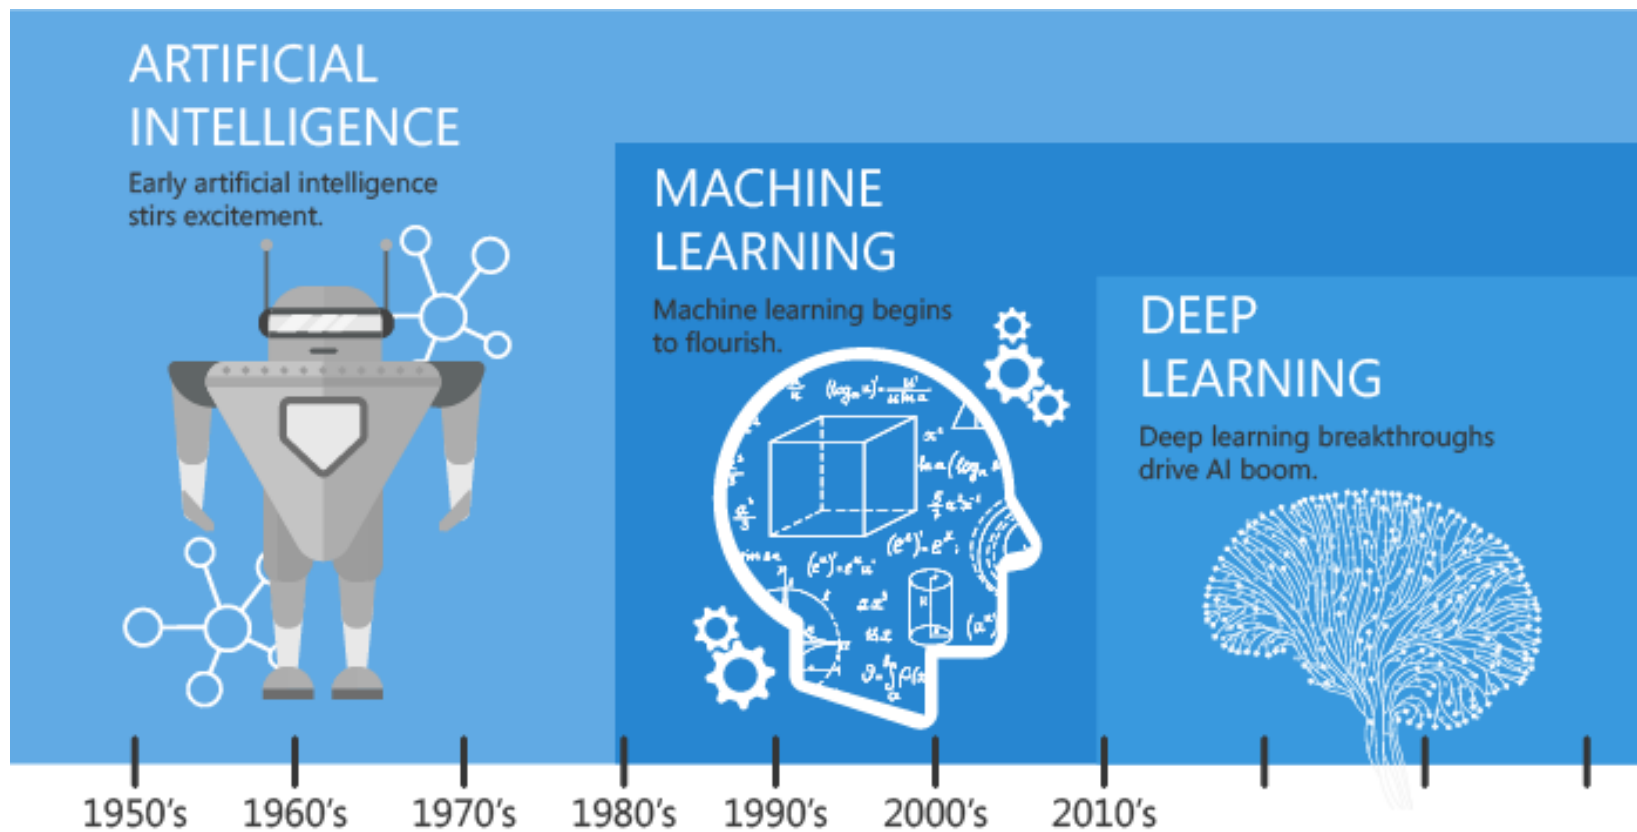 ARTIFICIAL
INTELLIGENCE
Early artificial intelligence
stirs excitement.
MACHINE
LEARNING
Machine learning begins
to flourish.
DEEP
LEARNING
Deep learning breakthroughs
drive AI boom.
1950's 1960's 1970's 1980's 1990's 2000's 2010's